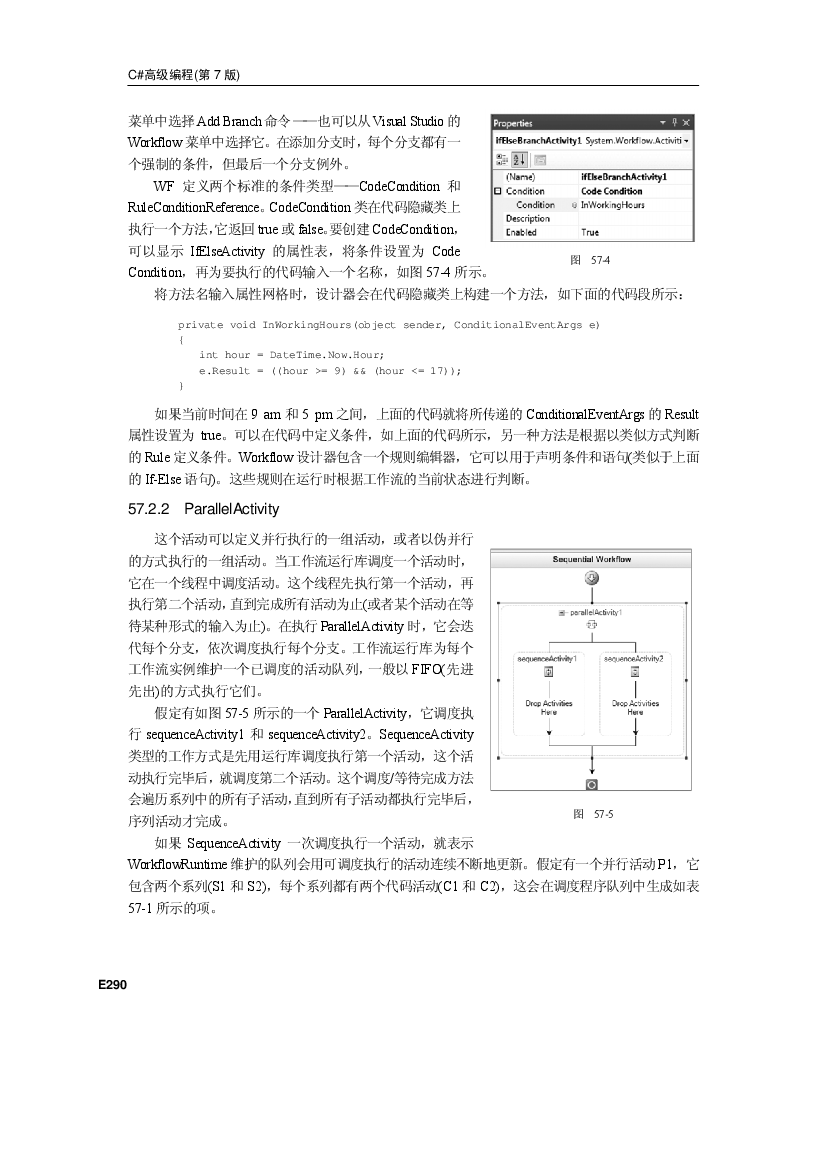 C#高级编程(第 7 版)
菜单中选择 Add Branch 命令 ——也可以从 Visual Studio 的
Workflow 菜单中选择它。在添加分支时，每个分支都有一
个强制的条件，但最后一个分支例外。
WF 定义两个标准的条件类型——CodeCondition 和
RuleConditionReference。CodeCondition 类在代码隐藏类上
执行一个方法，它返回 true 或 false。要创建 CodeCondition，
可以显示 IfElseActivity 的属性表，将条件设置为 Code
Condition，再为要执行的代码输入一个名称，如图 57-4 所示。
Properties
ifElseBranchActivity1 System.Workflow.Activiti
(Name) ifElseBranchActivity1
Condition Code Condition
Condition InWorkingHours
Description
Enabled True
图 57-4
将方法名输入属性网格时，设计器会在代码隐藏类上构建一个方法，如下面的代码段所示：
private void InWorkingHours(object sender, ConditionalEventArgs e)
{
int hour = DateTime.Now.Hour;
e.Result = ((hour >= 9) && (hour <= 17));
}
如果当前时间在 9 am 和 5 pm 之间，上面的代码就将所传递的 ConditionalEventArgs 的 Result
属性设置为 true。可以在代码中定义条件，如上面的代码所示，另一种方法是根据以类似方式判断
的 Rule 定义条件。Workflow 设计器包含一个规则编辑器，它可以用于声明条件和语句(类似于上面
的 If-Else 语句)。这些规则在运行时根据工作流的当前状态进行判断。
57.2.2 ParallelActivity
这个活动可以定义并行执行的一组活动，或者以伪并行
的方式执行的一组活动。当工作流运行库调度一个活动时，
它在一个线程中调度活动。这个线程先执行第一个活动，再
执行第二个活动，直到完成所有活动为止(或者某个活动在等
待某种形式的输入为止)。在执行 ParallelActivity 时，它会迭
代每个分支，依次调度执行每个分支。工作流运行库为每个
工作流实例维护一个已调度的活动队列，一般以 FIFO(先进
先出)的方式执行它们。
假定有如图 57-5 所示的一个 ParallelActivity，它调度执
行 sequenceActivity1 和 sequenceActivity2。SequenceActivity
类型的工作方式是先用运行库调度执行第一个活动，这个活
动执行完毕后，就调度第二个活动。这个调度/等待完成方法
会遍历系列中的所有子活动，直到所有子活动都执行完毕后，
序列活动才完成。
Sequential Workflow
parallelActivity1
sequenceActivity1 sequenceActivity2
Drop Activities Drop Activities
Here Here
图 57-5
如果 SequenceActivity 一次调度执行一个活动，就表示
WorkflowRuntime 维护的队列会用可调度执行的活动连续不断地更新。假定有一个并行活动 P1，它
包含两个系列(S1 和 S2)，每个系列都有两个代码活动(C1 和 C2)，这会在调度程序队列中生成如表
57-1 所示的项。
E290